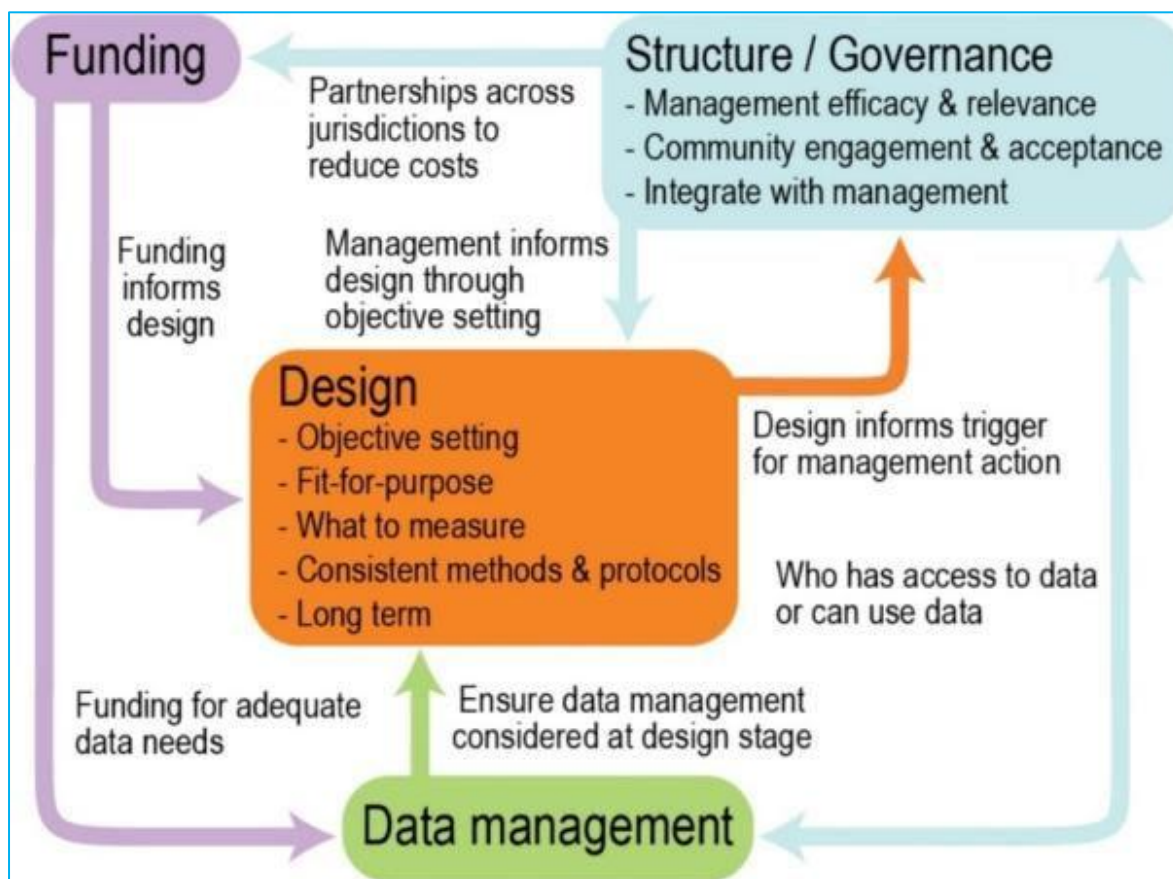 Funding
Structure / Governance
- Management efficacy & relevance
- Community engagement & acceptance
- Integrate with management
Partnerships across
jurisdictions to
reduce costs
Funding
informs
design
Management informs
design through
objective setting
Design
- Objective setting
- Fit-for-purpose
- What to measure
- Consistent methods & protocols
- Long term
Design informs trigger
for management action
Who has access to data
or can use data
Funding for adequate
data needs
Ensure data management
considered at design stage
Data management